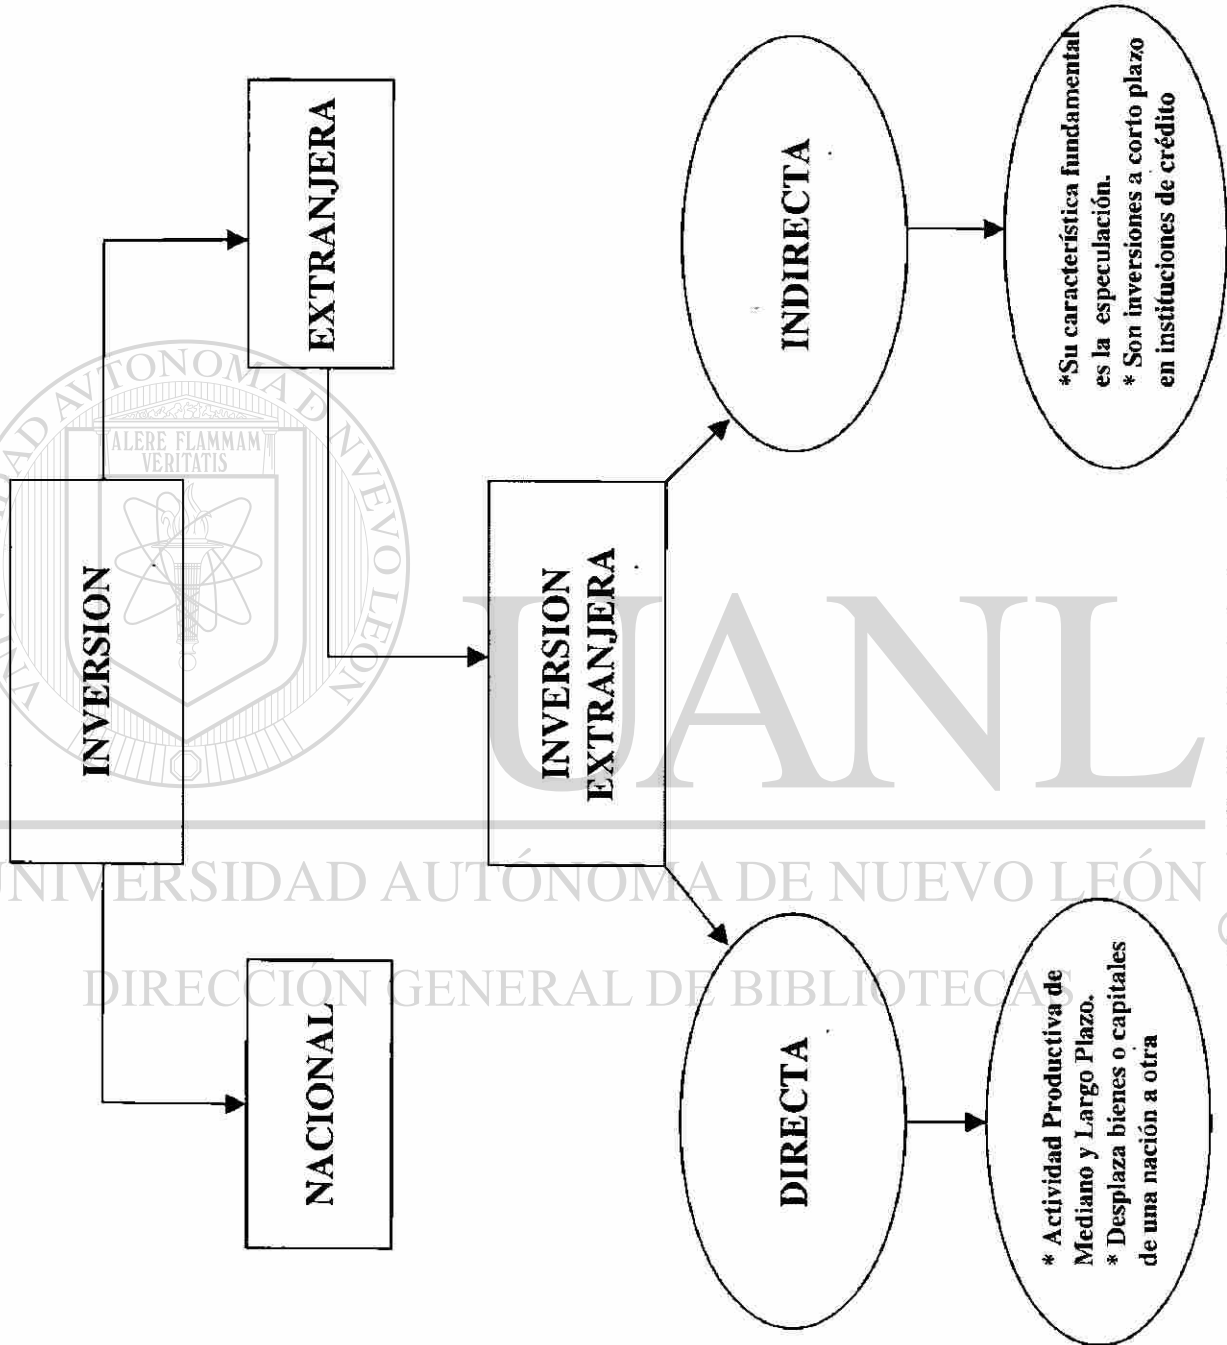 INVERSION
NACIONAL
EXTRANJERA
INVERSION
EXTRANJERA
DIRECTA
INDIRECTA
* Actividad Productiva de
Mediano y Largo Plazo.
* Desplaza bienes o capitales
de una nación a otra
*Su característica fundamental
es la especulación.
* Son inversiones a corto plazo
en instituciones de crédito
ALERE FLAMMAM
VERITATIS
UANL
UNIVERSIDAD AUTÓNOMA DE NUEVO LEÓN
DIRECCIÓN GENERAL DE BIBLIOTECAS